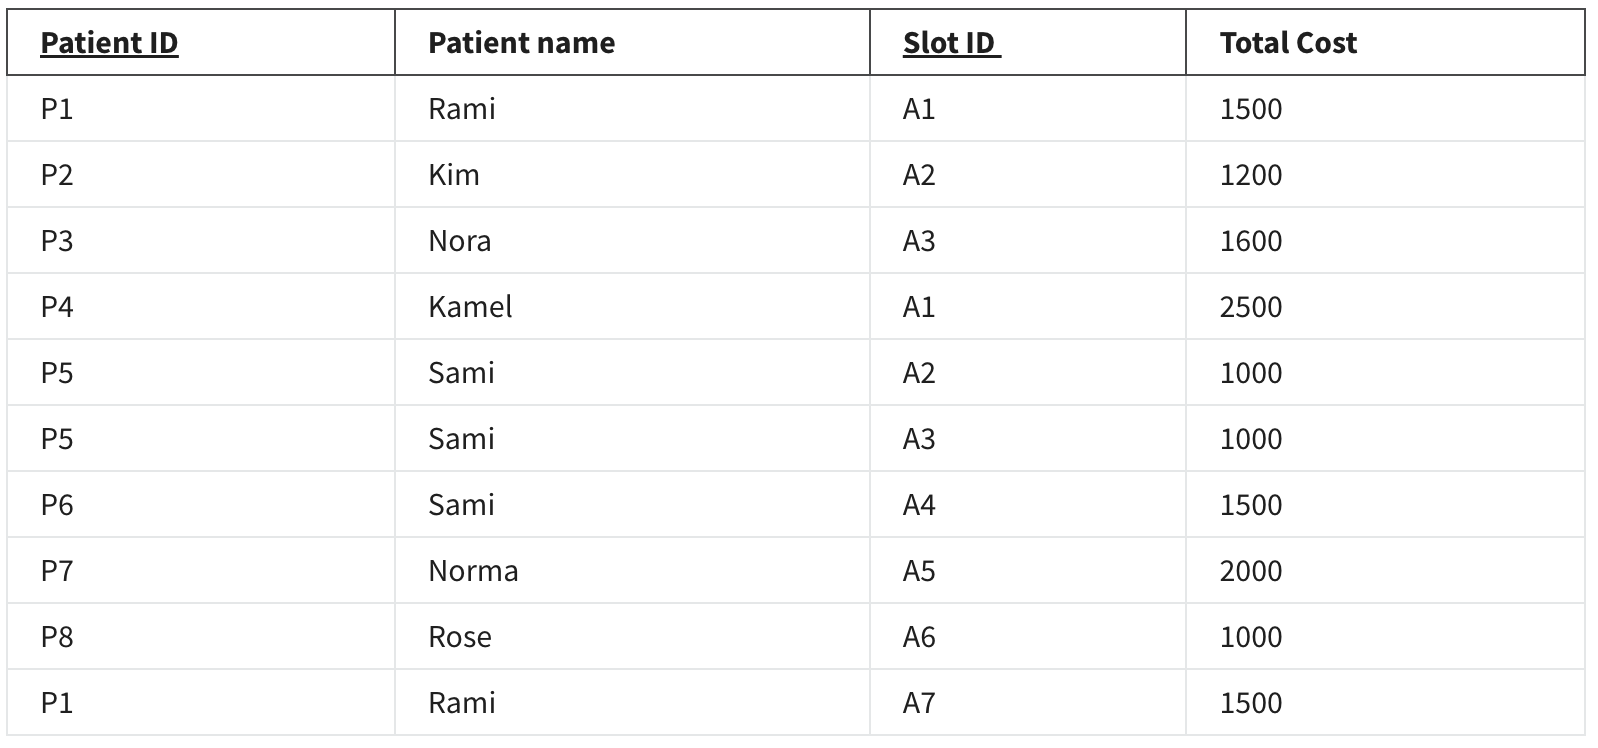 Patient ID Patient name Slot ID Total Cost
P1 Rami A1 1500
P2 Kim A2 1200
P3 Nora A3 1600
P4 Kamel A1 2500
P5 Sami A2 1000
P5 Sami A3 1000
P6 Sami A4 1500
P7 Norma A5 2000
P8 Rose A6 1000
P1 Rami A7 1500